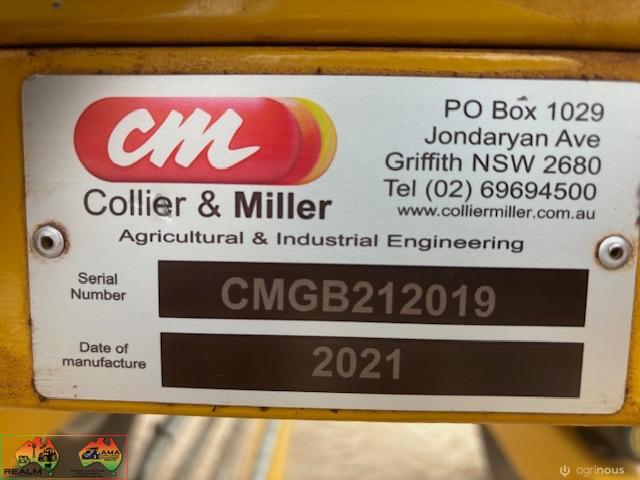 cm
PO Box 1029
Jondaryan Ave
Griffith NSW 2680
Tel (02) 69694500
www.colliermiller.com.au
Collier & Miller
Agricultural & Industrial Engineering
Serial
Number
CMGB212019
Date of
manufacture
2021
REALM
AMA
agrinous